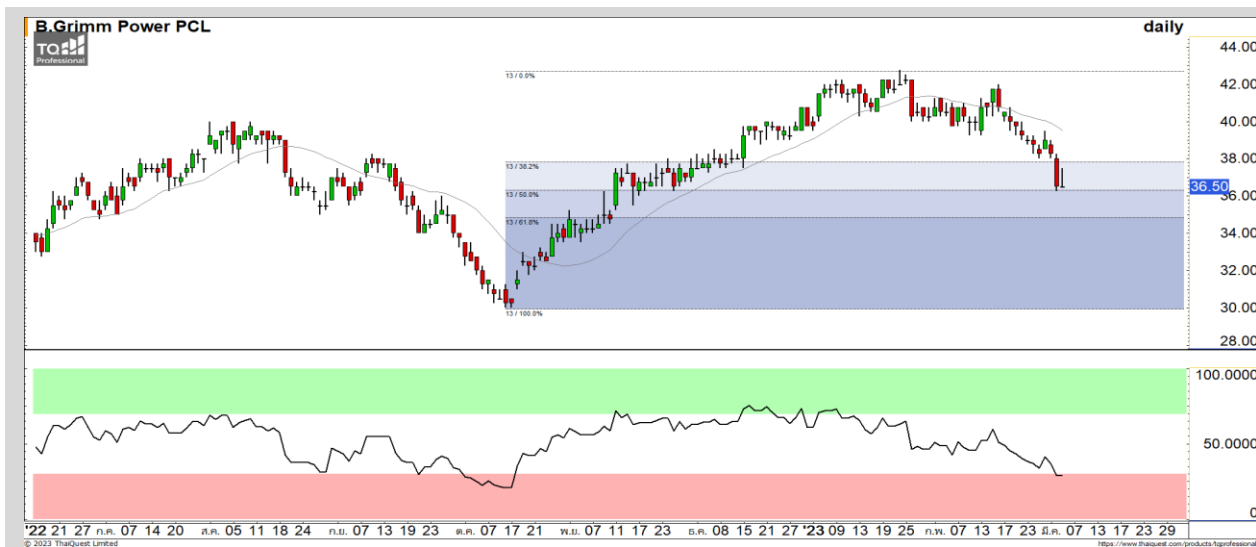 B.Grimm Power PCL daily
TQ
Professional
44.00
13 / 0.0%
42.00
40.00
38.00
13 / 38.2%
36.50
13 / 50.0%
36.00
13 / 61.8%
34.00
32.00
30.00
13 / 100.0%
28.00
100.0000
50.0000
0
'22 21 27 ก.ค. 07 14 20 ส.ค. 05 11 18 24 ก.ย. 07 13 19 23 ต.ค. 07 17 21 พ.ย. 07 11 17 23 ธ.ค. 08 15 21 27 '23 09 13 19 25 ก.พ. 07 13 17 23 มี.ค. 07 13 17 23 29
© 2023 ThaiQuest Limited https://www.thaiquest.com/products/tqprofessional